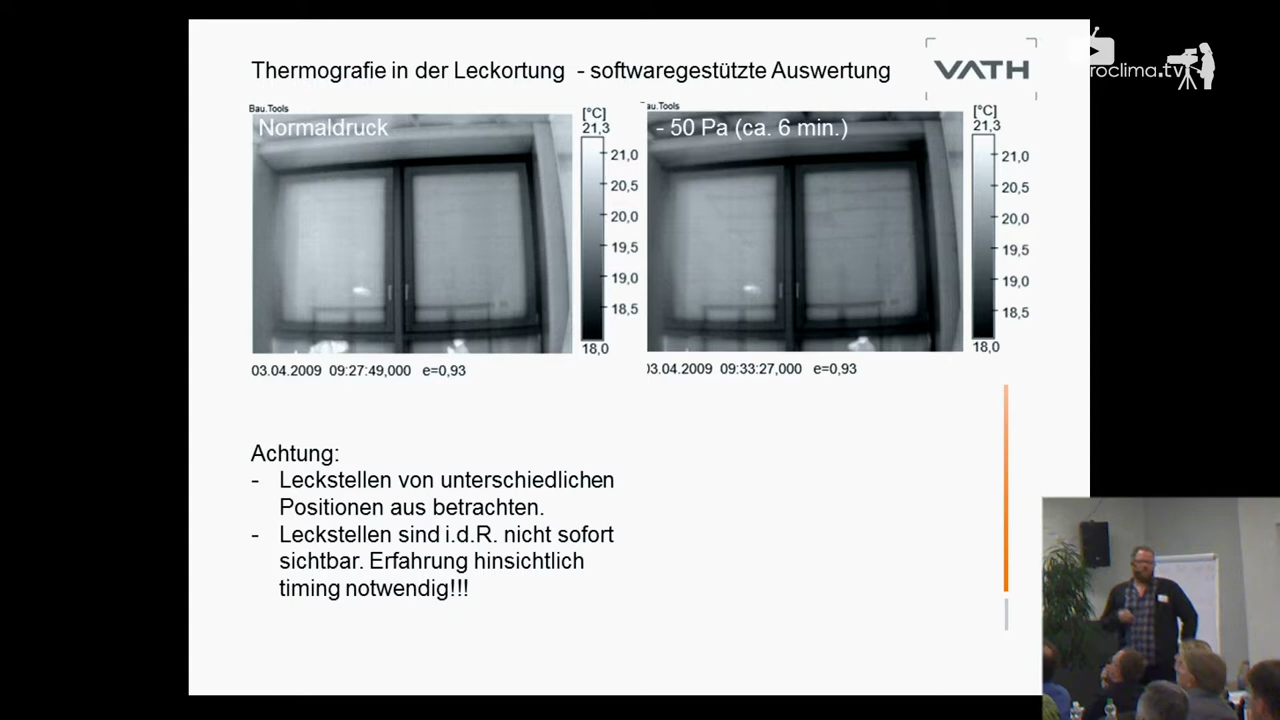 Thermografie in der Leckortung - softwaregestützte Auswertung
VATH
roclima.tv
Bau.Tools
Normaldruck
[°C]
21,3
21,0
20,5
20,0
19,5
19,0
18,5
18,0
03.04.2009 09:27:49,000 e=0,93
au.Tools
- 50 Pa (ca. 6 min.)
[°C]
21,3
21,0
20,5
20,0
19,5
19,0
18,5
18,0
03.04.2009 09:33:27,000 e=0,93
Achtung:
- Leckstellen von unterschiedlichen
Positionen aus betrachten.
- Leckstellen sind i.d.R. nicht sofort
sichtbar. Erfahrung hinsichtlich
timing notwendig!!!